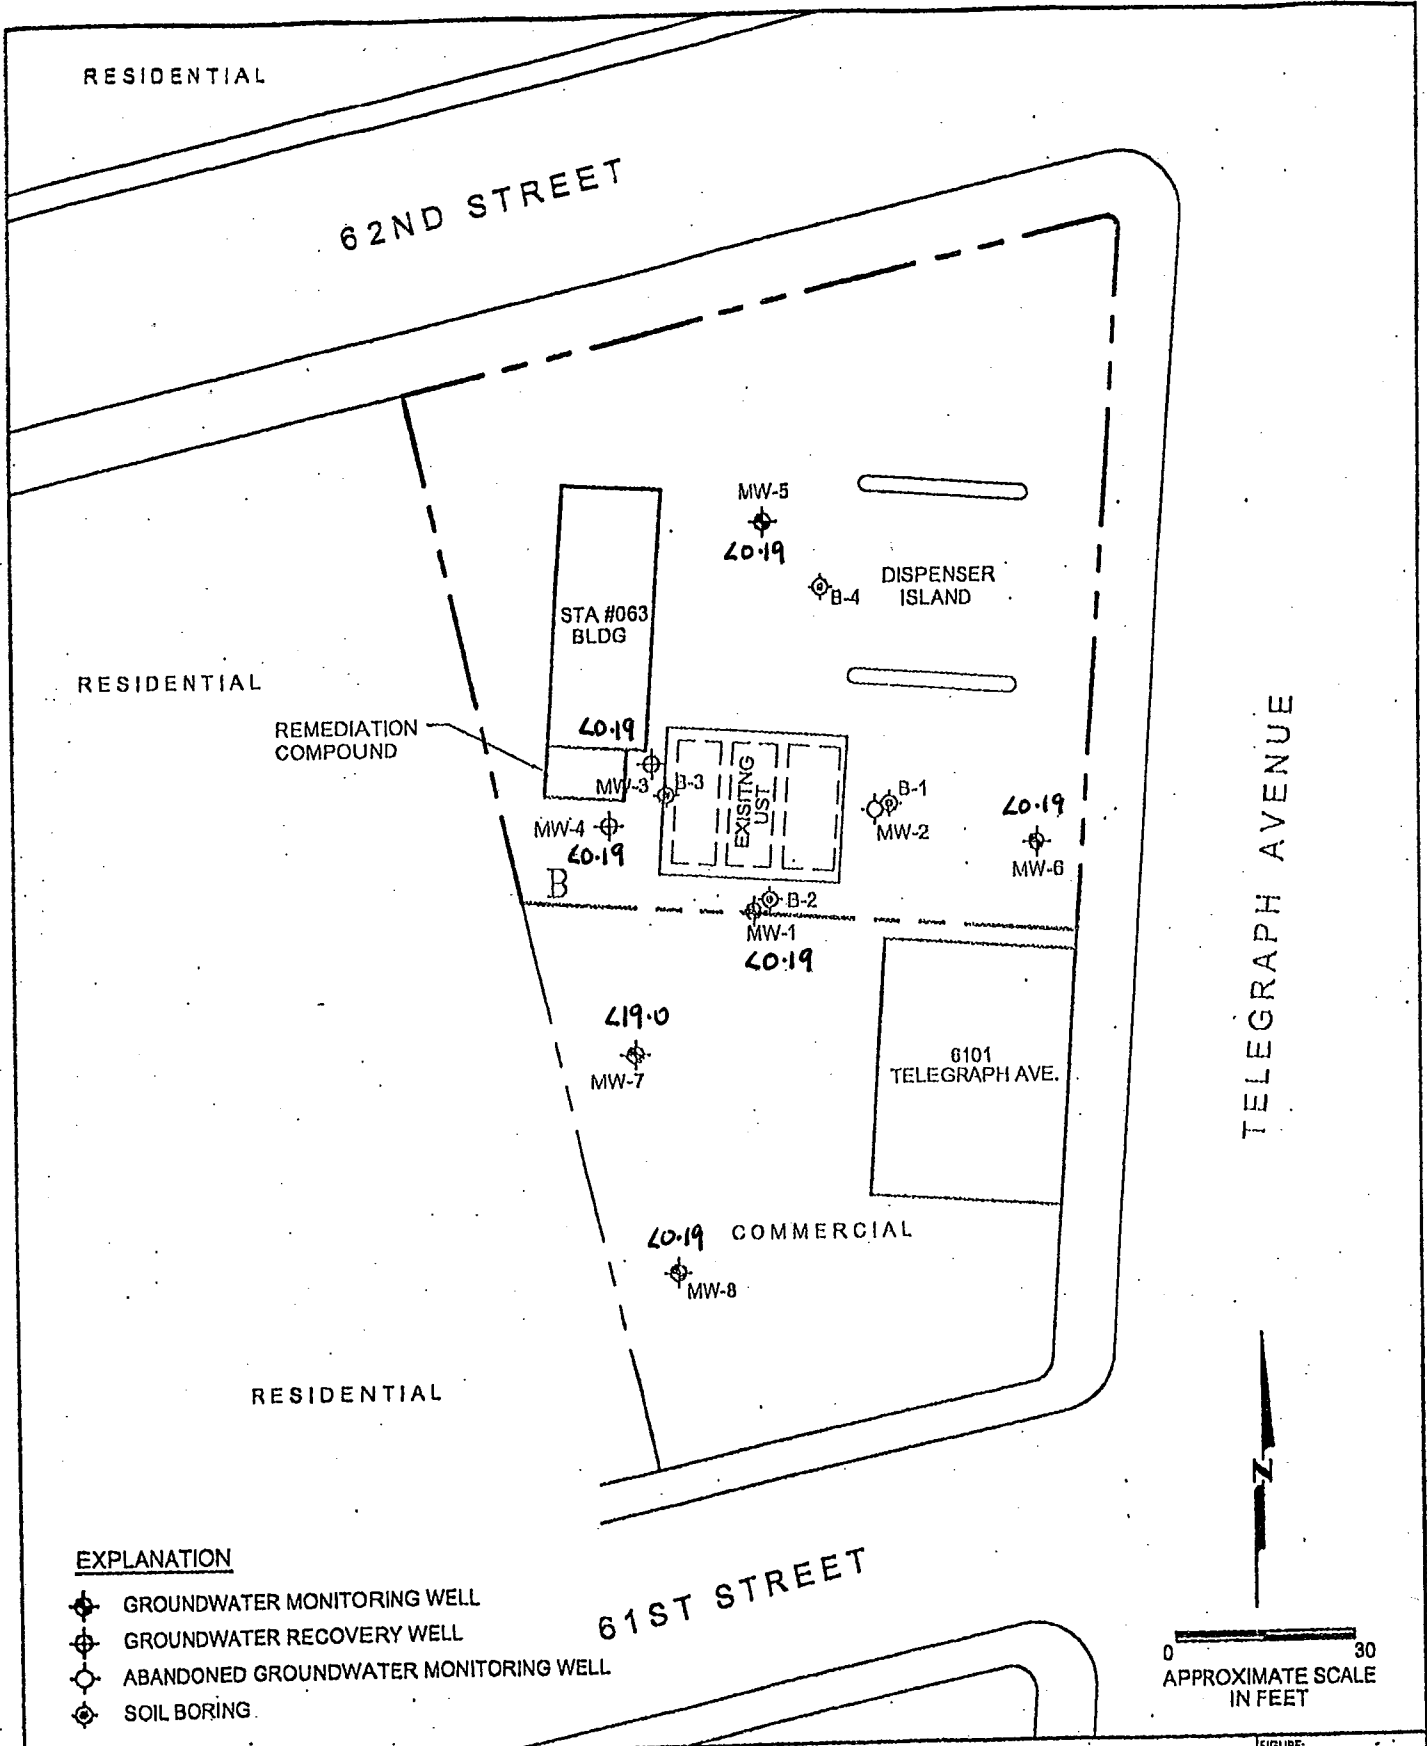 RESIDENTIAL
62ND STREET
MW-5
<0.19
B-4
DISPENSER
ISLAND
STA #063
BLDG
RESIDENTIAL
REMEDIATION
COMPOUND
<0.19
MW-3
B-3
EXISITNG
UST
B-1
MW-2
<0.19
MW-6
MW-4
<0.19
B
B-2
MW-1
<0.19
TELEGRAPH AVENUE
<19.0
MW-7
6101
TELEGRAPH AVE.
<0.19
COMMERCIAL
MW-8
RESIDENTIAL
N
EXPLANATION
GROUNDWATER MONITORING WELL
GROUNDWATER RECOVERY WELL
ABANDONED GROUNDWATER MONITORING WELL
SOIL BORING
61ST STREET
0 30
APPROXIMATE SCALE
IN FEET
FIGURE: